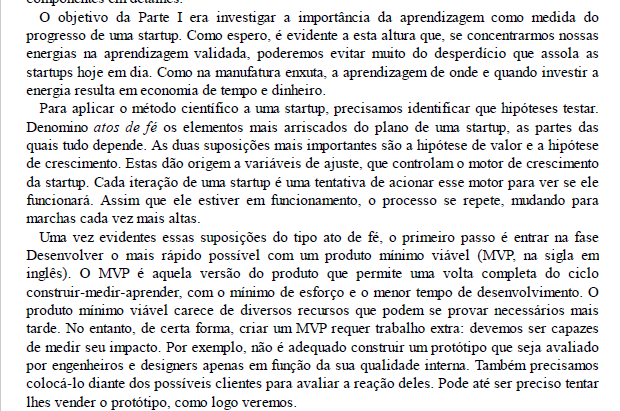 componentes em detalhes.
O objetivo da Parte I era investigar a importância da aprendizagem como medida do
progresso de uma startup. Como espero, é evidente a esta altura que, se concentrarmos nossas
energias na aprendizagem validada, poderemos evitar muito do desperdício que assola as
startups hoje em dia. Como na manufatura enxuta, a aprendizagem de onde e quando investir a
energia resulta em economia de tempo e dinheiro.
Para aplicar o método científico a uma startup, precisamos identificar que hipóteses testar.
Denomino atos de fé os elementos mais arriscados do plano de uma startup, as partes das
quais tudo depende. As duas suposições mais importantes são a hipótese de valor e a hipótese
de crescimento. Estas dão origem a variáveis de ajuste, que controlam o motor de crescimento
da startup. Cada iteração de uma startup é uma tentativa de acionar esse motor para ver se ele
funcionará. Assim que ele estiver em funcionamento, o processo se repete, mudando para
marchas cada vez mais altas.
Uma vez evidentes essas suposições do tipo ato de fé, o primeiro passo é entrar na fase
Desenvolver o mais rápido possível com um produto mínimo viável (MVP, na sigla em
inglês). O MVP é aquela versão do produto que permite uma volta completa do ciclo
construir-medir-aprender, com o mínimo de esforço e o menor tempo de desenvolvimento. O
produto mínimo viável carece de diversos recursos que podem se provar necessários mais
tarde. No entanto, de certa forma, criar um MVP requer trabalho extra: devemos ser capazes
de medir seu impacto. Por exemplo, não é adequado construir um protótipo que seja avaliado
por engenheiros e designers apenas em função da sua qualidade interna. Também precisamos
colocá-lo diante dos possíveis clientes para avaliar a reação deles. Pode até ser preciso tentar
lhes vender o protótipo, como logo veremos.